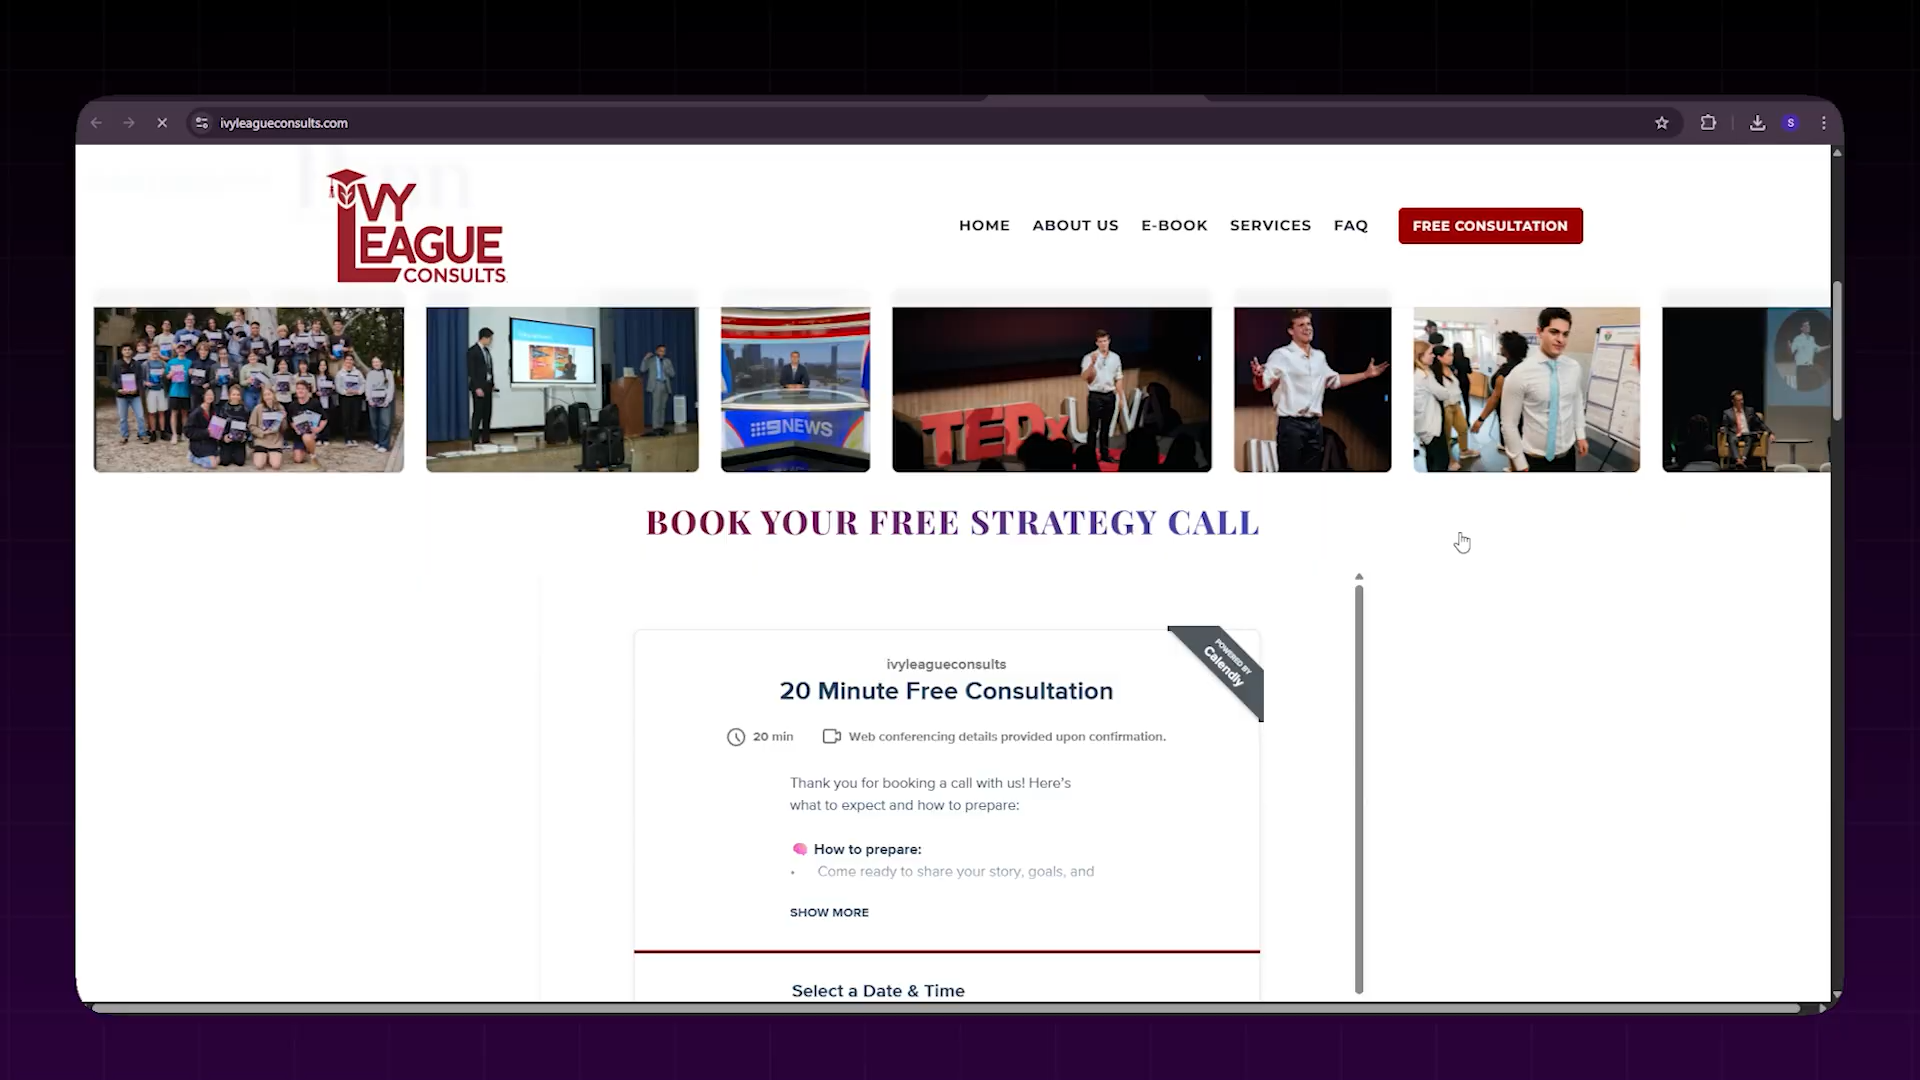 ivyleagueconsults.com
S
IVY
LEAGUE
CONSULTS
HOME
ABOUT US
E-BOOK
SERVICES
FAQ
FREE CONSULTATION
9NEWS
TEDxUVA
BOOK YOUR FREE STRATEGY CALL
POWERED BY
Calendly
ivyleagueconsults
20 Minute Free Consultation
20 min
Web conferencing details provided upon confirmation.
Thank you for booking a call with us! Here's
what to expect and how to prepare:
🧠 How to prepare:
• Come ready to share your story, goals, and
SHOW MORE
Select a Date & Time